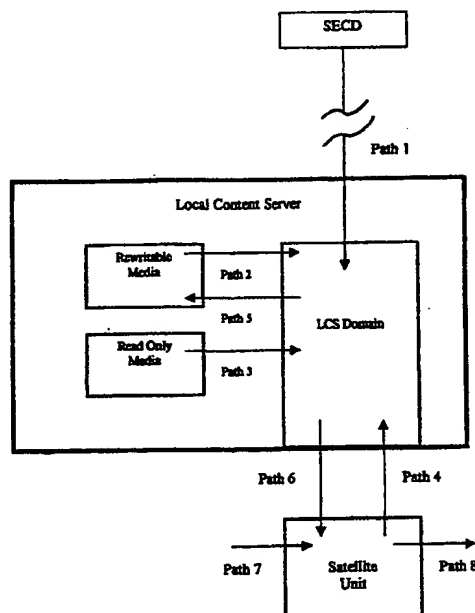 SECD
Path 1
Local Content Server
Rewritable
Media
Path 2
Path 5
LCS Domain
Read Only
Media
Path 3
Path 6
Path 4
Path 7
Satellite
Unit
Path 8